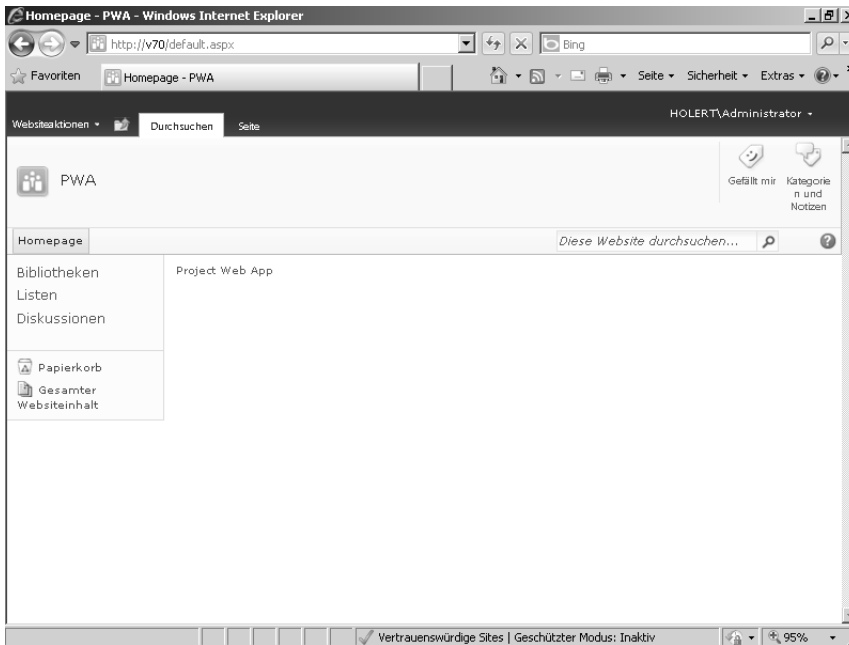 Homepage - PWA - Windows Internet Explorer
http://v70/default.aspx
Bing
Favoriten
Homepage - PWA
Seite
Sicherheit
Extras
HOLERT\Administrator
Websiteaktionen
Durchsuchen
Seite
PWA
Gefällt mir
Kategorie
n und
Notizen
Homepage
Diese Website durchsuchen...
Bibliotheken
Project Web App
Listen
Diskussionen
Papierkorb
Gesamter
Websiteinhalt
Vertrauenswürdige Sites | Geschützter Modus: Inaktiv
95%